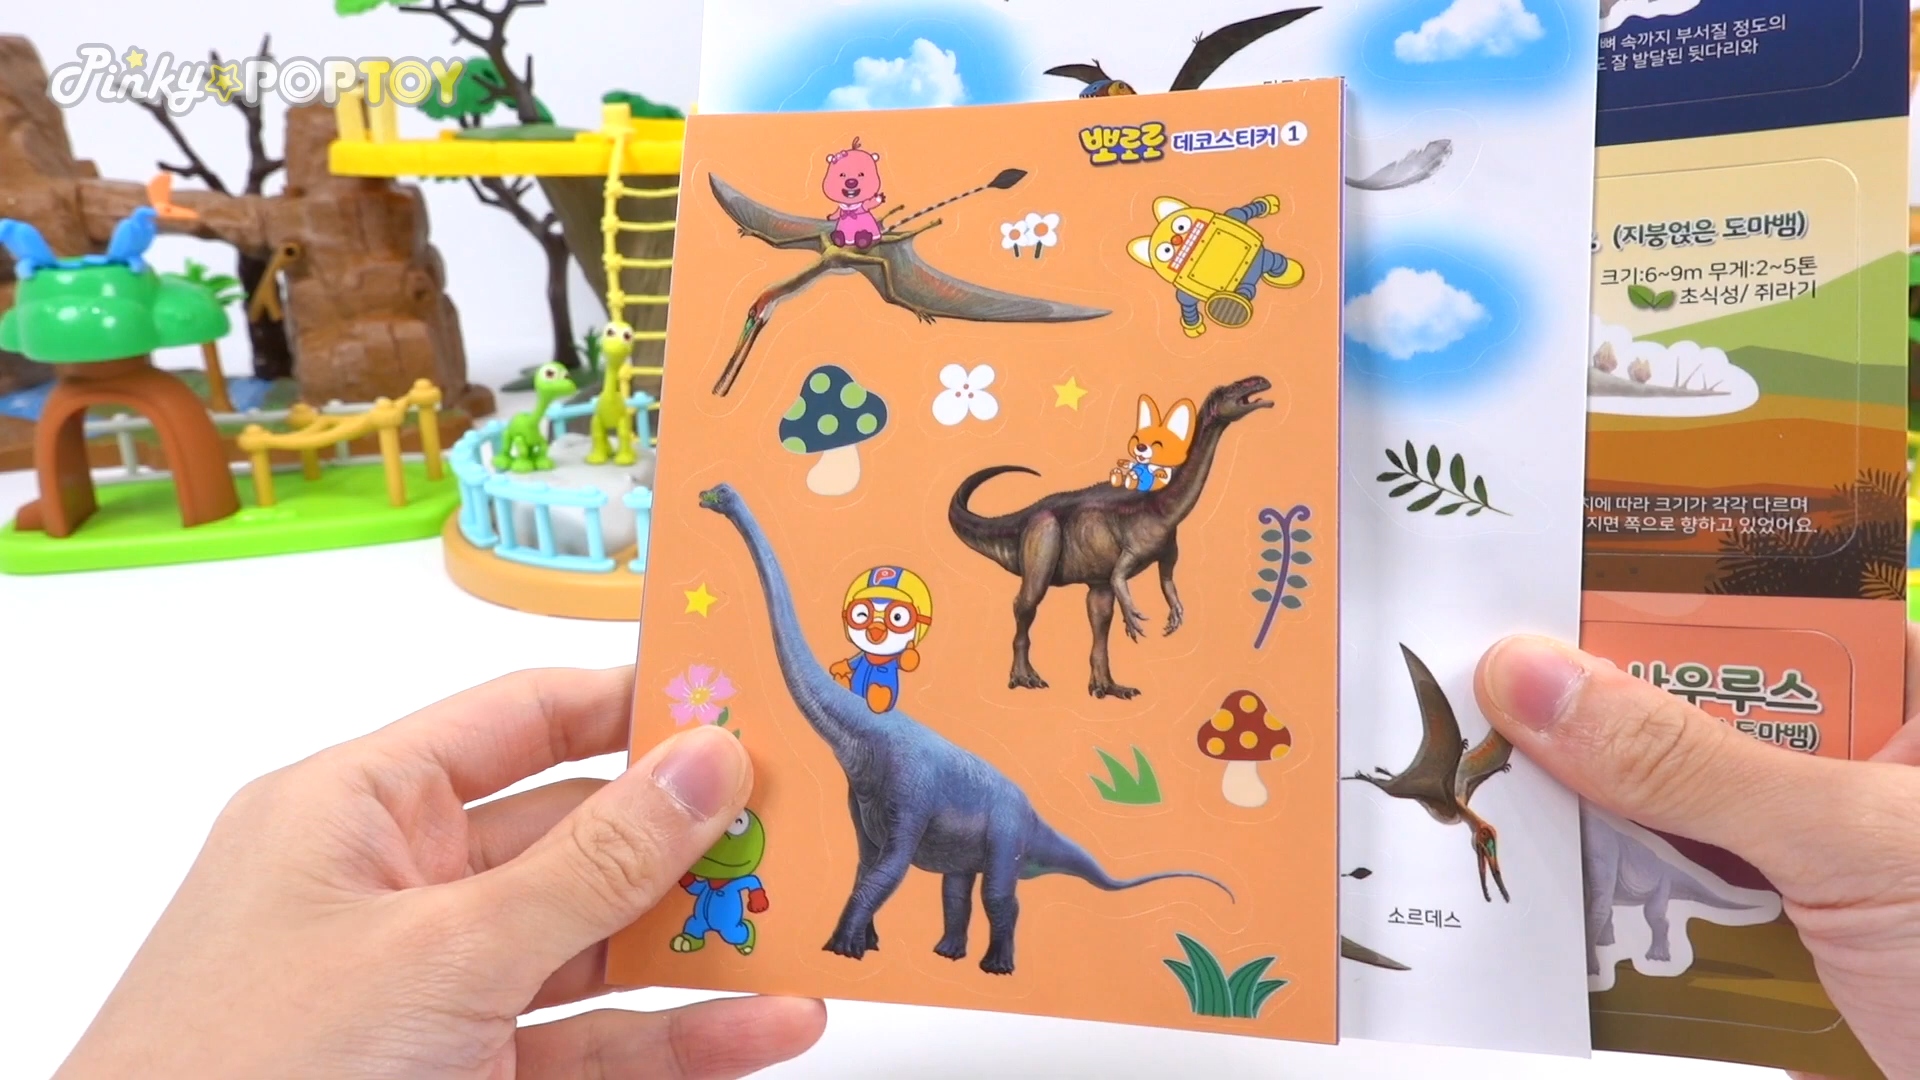 Pinky POPTOY
뽀로로 데코스티커 1
P
소르데스
뼈 속까지 부서질 정도의
도 잘 발달된 뒷다리와
(지붕얹은 도마뱀)
크기:6~9m 무게:2~5톤
초식성/ 쥐라기
치에 따라 크기가 각각 다르며
지면 쪽으로 향하고 있었어요.
사우루스
도마뱀)